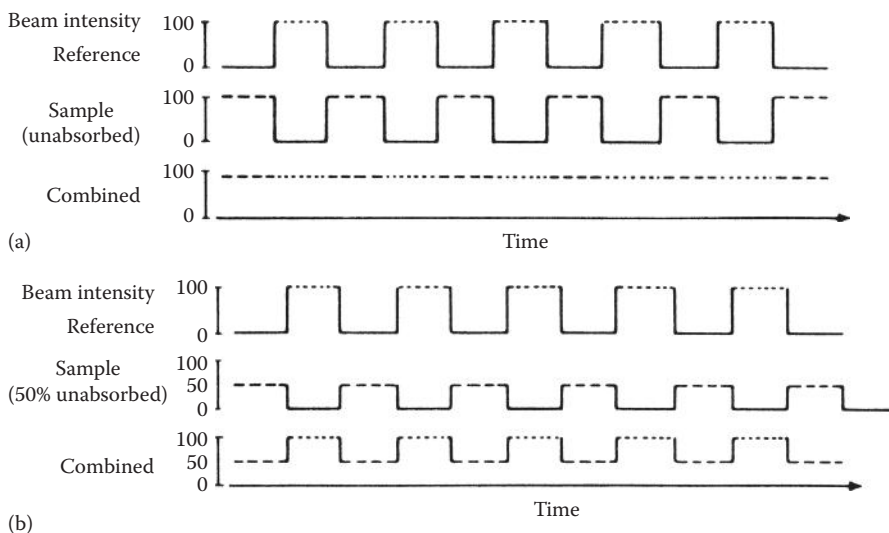 Beam intensity 100
Reference 0
100
Sample
(unabsorbed) 0
100
Combined
0
(a) Time
Beam intensity 100
Reference
0
Sample 100
(50% unabsorbed) 50
0
100
Combined 50
0
Time
(b)